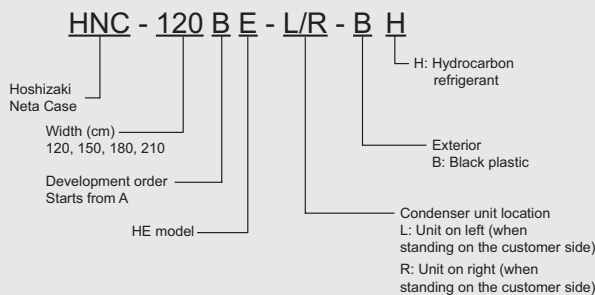 HNC - 120 B E - L/R - B H
H: Hydrocarbon
refrigerant
Hoshizaki
Neta Case
Width (cm)
120, 150, 180, 210
Exterior
B: Black plastic
Development order
Starts from A
HE model
Condenser unit location
L: Unit on left (when
standing on the customer side)
R: Unit on right (when
standing on the customer side)